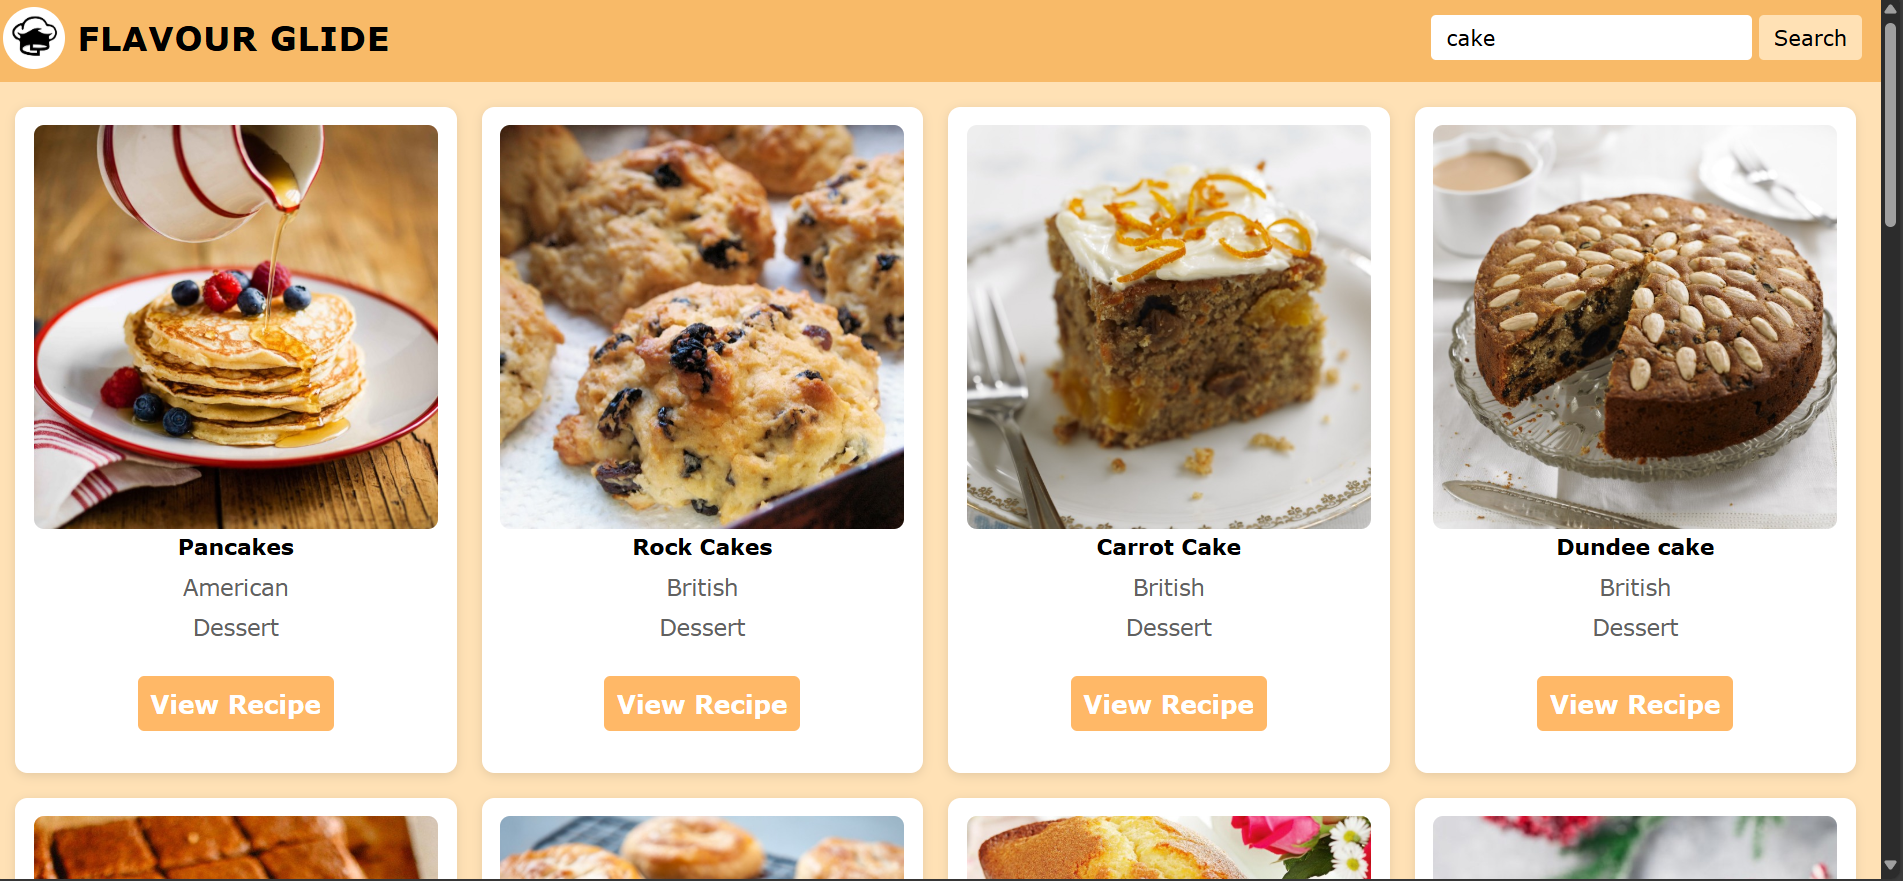 FLAVOUR GLIDE
cake
Search
Pancakes
American
Dessert
View Recipe
Rock Cakes
British
Dessert
View Recipe
Carrot Cake
British
Dessert
View Recipe
Dundee cake
British
Dessert
View Recipe